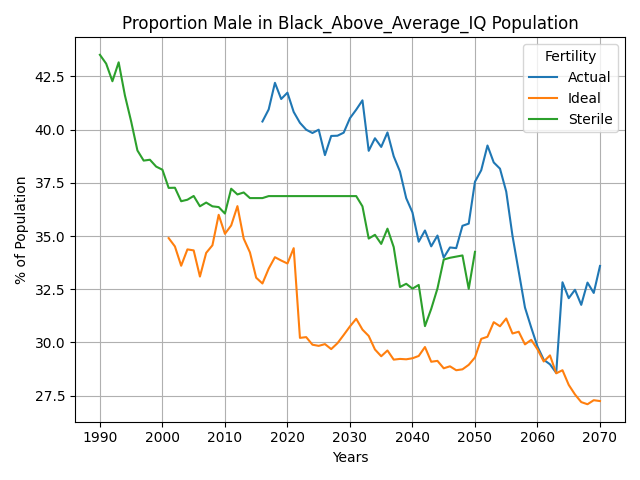 Proportion Male in Black_Above_Average_IQ Population
Fertility
Actual
Ideal
Sterile
% of Population
42.5
40.0
37.5
35.0
32.5
30.0
27.5
1990 2000 2010 2020 2030 2040 2050 2060 2070
Years